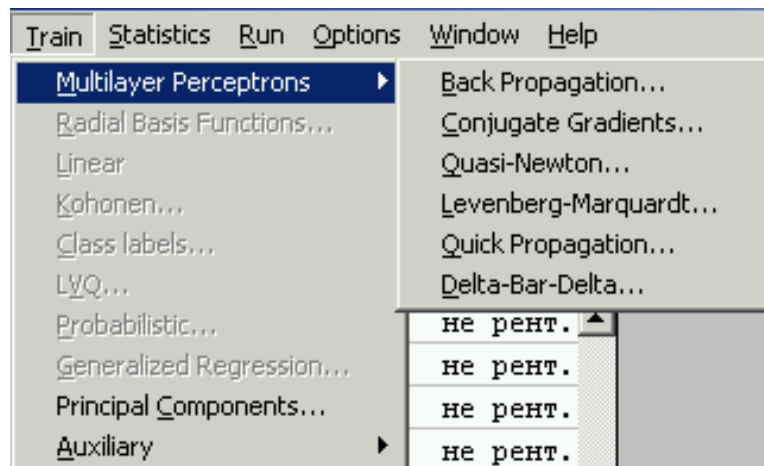 Train Statistics Run Options Window Help
Multilayer Perceptrons
Radial Basis Functions...
Linear
Kohonen...
Class labels...
LVQ...
Probabilistic...
Generalized Regression...
Principal Components...
Auxiliary
Back Propagation...
Conjugate Gradients...
Quasi-Newton...
Levenberg-Marquardt...
Quick Propagation...
Delta-Bar-Delta...
не рент.
не рент.
не рент.
не рент.